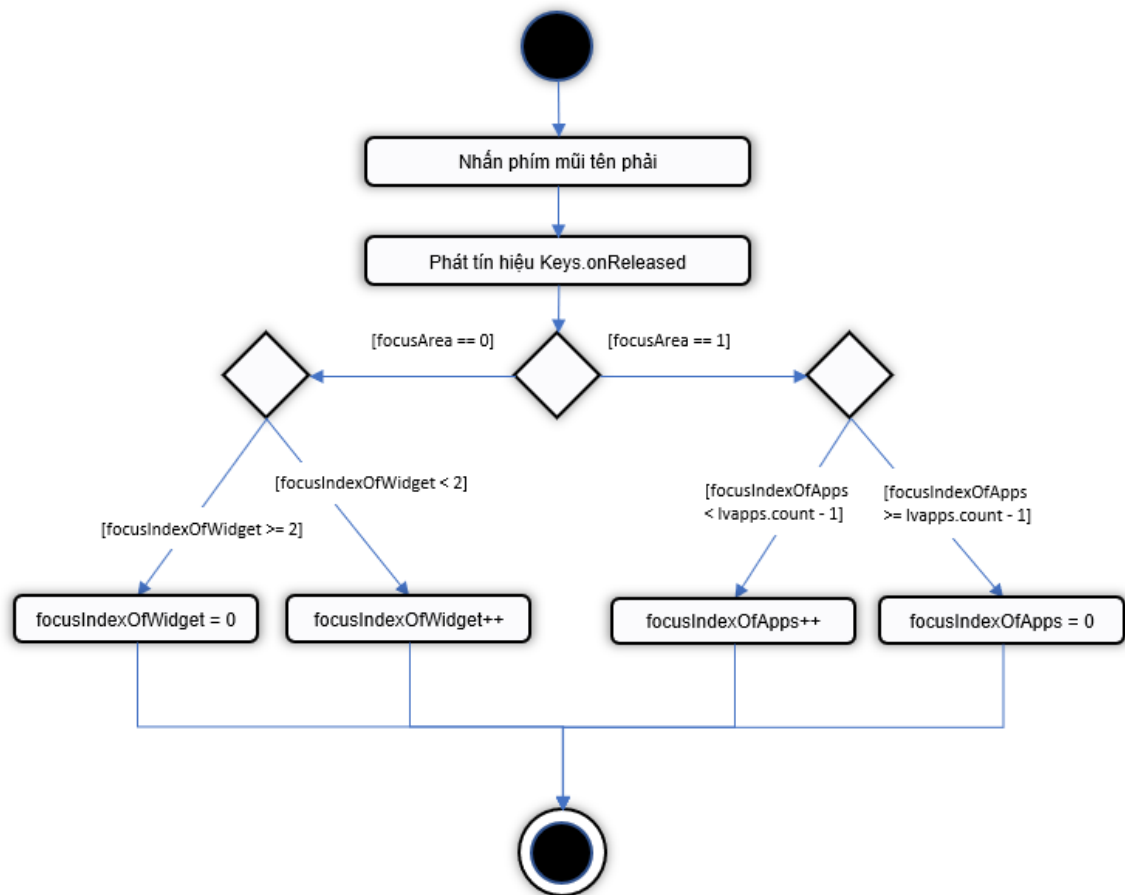 Nhấn phím mũi tên phải
Phát tín hiệu Keys.onReleased
[focusArea == 0]
[focusArea == 1]
[focusIndexOfWidget >= 2]
[focusIndexOfWidget < 2]
[focusIndexOfApps
< lvapps.count - 1]
[focusIndexOfApps
>= lvapps.count - 1]
focusIndexOfWidget = 0
focusIndexOfWidget++
focusIndexOfApps++
focusIndexOfApps = 0